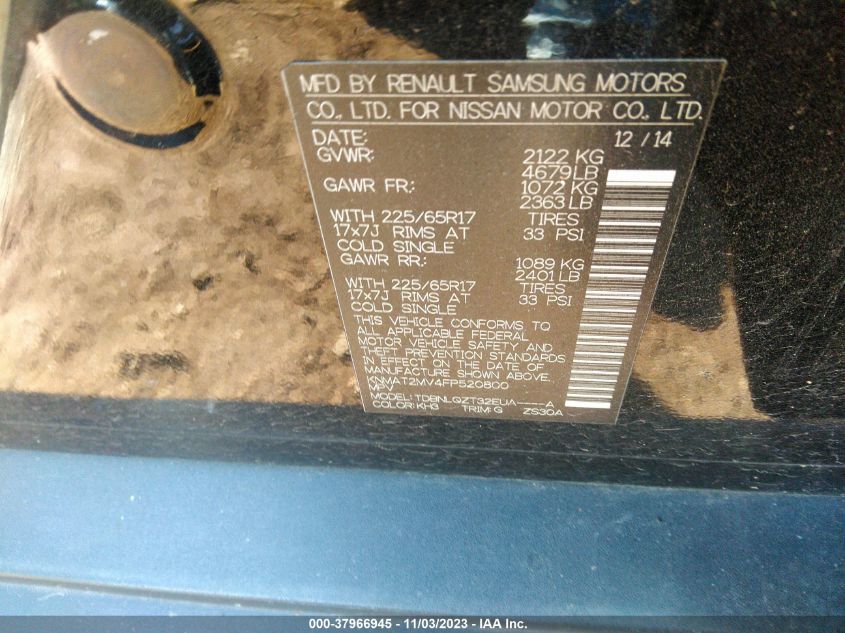 MFD BY RENAULT SAMSUNG MOTORS
CO., LTD. FOR NISSAN MOTOR CO., LTD.
DATE: 12 / 14
GVWR: 2122 KG
4679 LB
GAWR FR: 1072 KG
2363 LB
WITH 225/65R17 TIRES
17x7J RIMS AT 33 PSI
COLD SINGLE
GAWR RR: 1089 KG
2401 LB
WITH 225/65R17 TIRES
17x7J RIMS AT 33 PSI
COLD SINGLE
THIS VEHICLE CONFORMS TO
ALL APPLICABLE FEDERAL
MOTOR VEHICLE SAFETY AND
THEFT PREVENTION STANDARDS
IN EFFECT ON THE DATE OF
MANUFACTURE SHOWN ABOVE.
KNMAT2MV4FP520800
MPV
MODEL: TDBNLQZT32EUA----A
COLOR: KH3 TRIM: G ZS30A
000-37966945 - 11/03/2023 - IAA Inc.